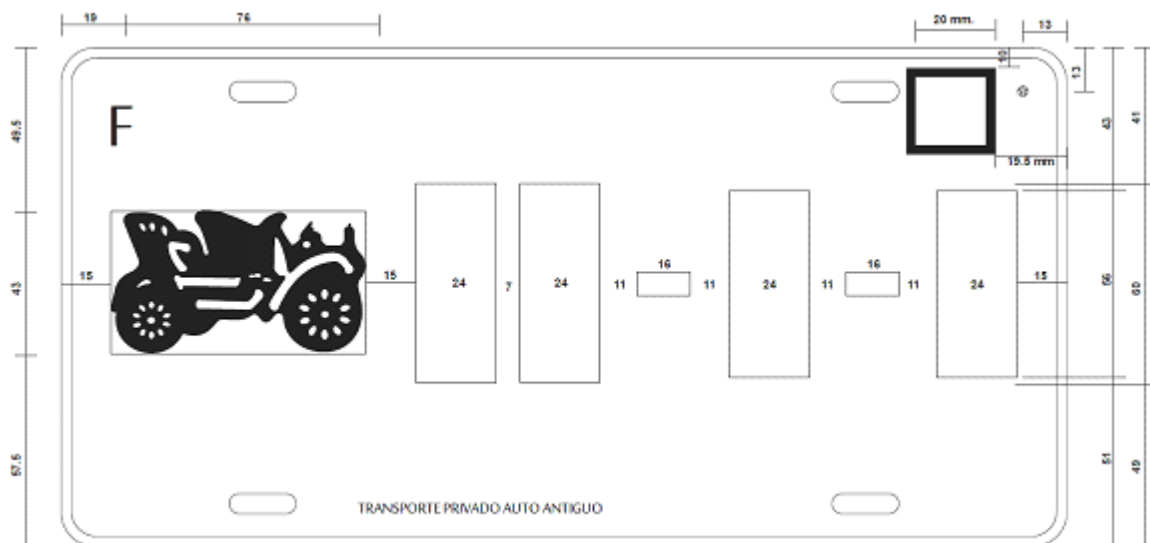 19 76 20 mm. 13
10 13
F
49.5 43 41
19.5 mm
15 15 24 7 24 11 16 11 24 11 16 11 24 15
43 56 60
57.5 51 49
TRANSPORTE PRIVADO AUTO ANTIGUO